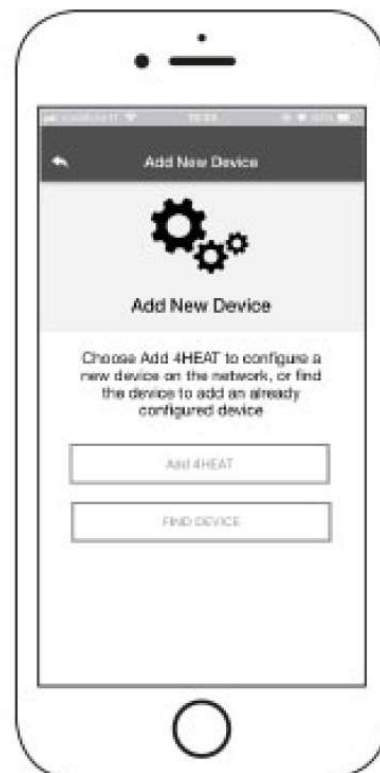 Add New Device
Add New Device
Choose Add 4HEAT to configure a
new device on the network, or find
the device to add an already
configured device
Add 4HEAT
FIND DEVICE